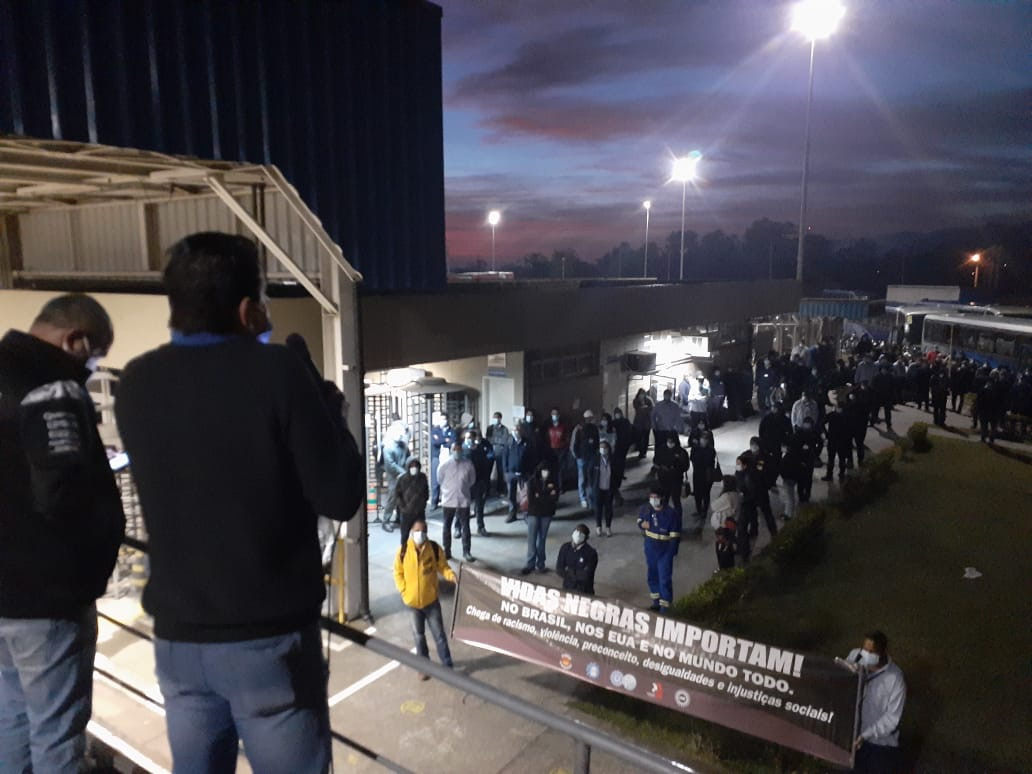 VIDAS NEGRAS IMPORTAM!
NO BRASIL, NOS EUA E NO MUNDO TODO.
Chega de racismo, violência, preconceito, desigualdades e injustiças sociais!